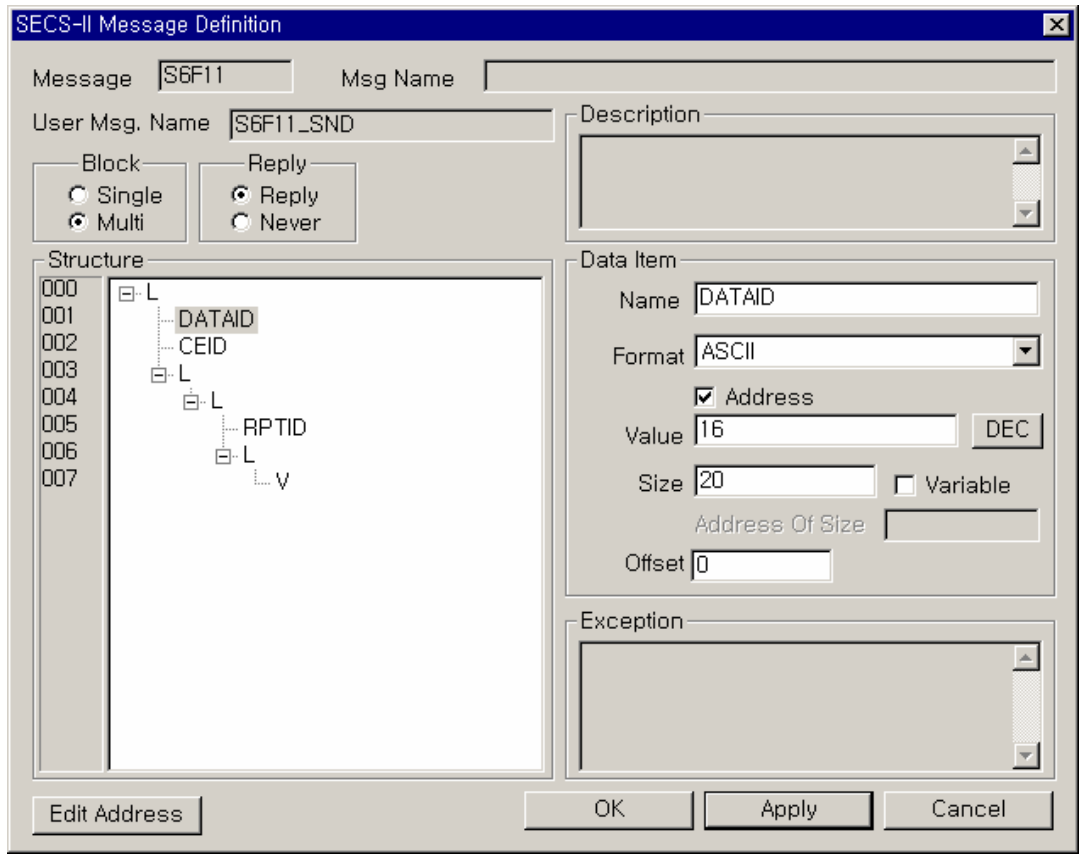 SECS-II Message Definition
Message S6F11 Msg Name
User Msg. Name S6F11_SND
Block
Single
Multi
Reply
Reply
Never
Description
Structure
000 L
001 DATAID
002 CEID
003 L
004 L
005 RPTID
006 L
007 V
Data Item
Name DATAID
Format ASCII
Address
Value 16 DEC
Size 20 Variable
Address Of Size
Offset 0
Exception
Edit Address OK Apply Cancel